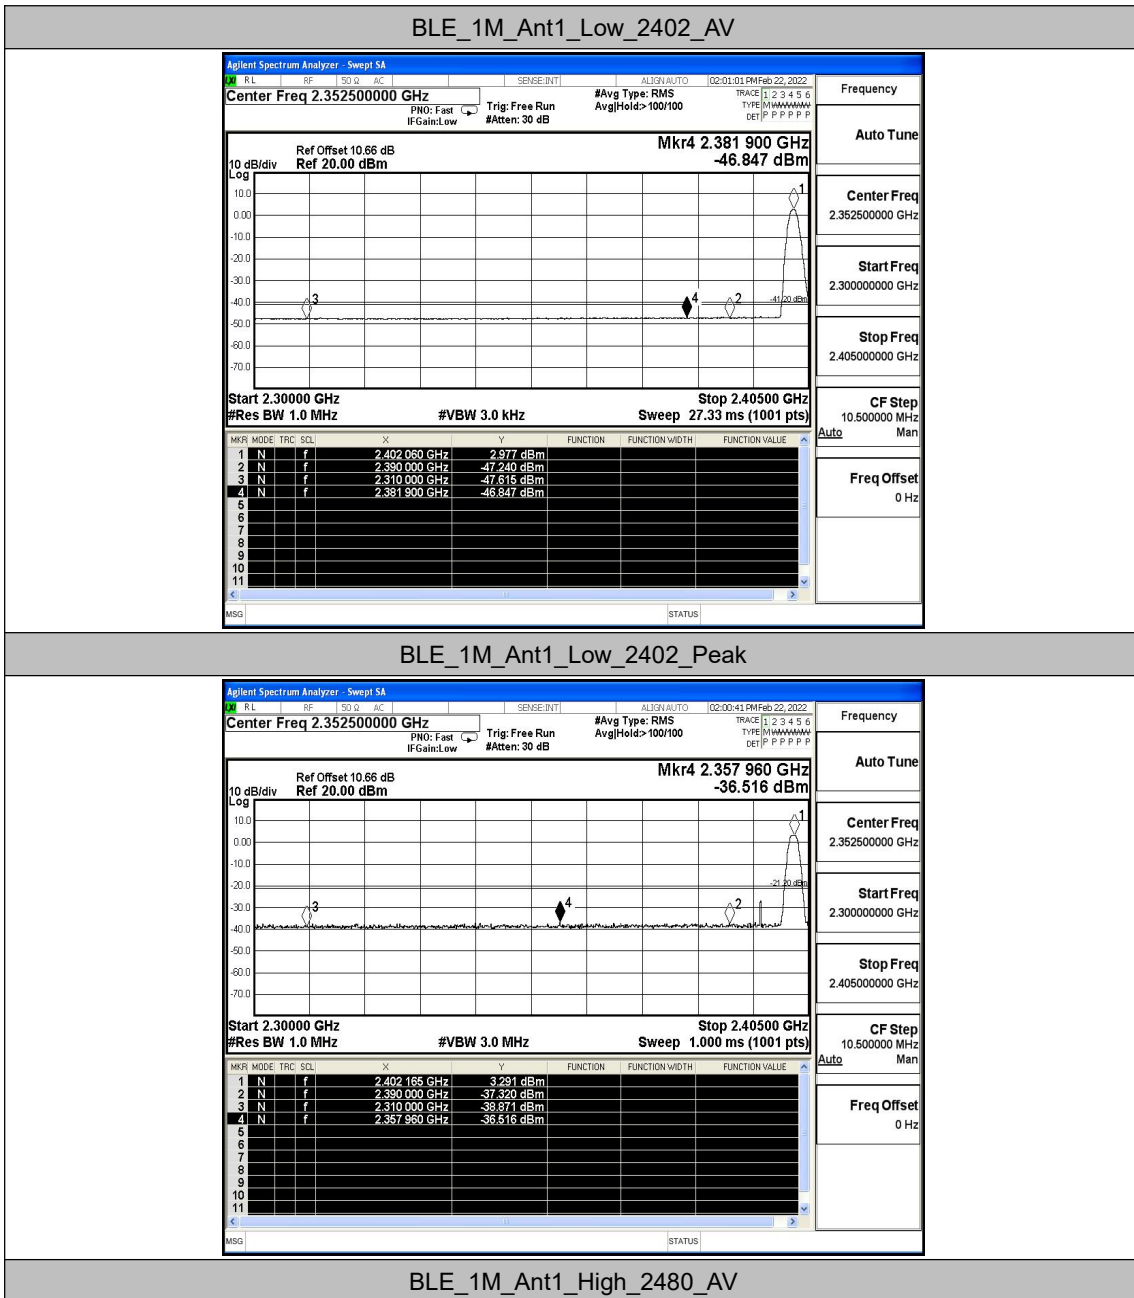 BLE_1M_Ant1_Low_2402_AV
Agilent Spectrum Analyzer - Swept SA
RL RF 50 Ω AC SENSE:INT ALIGN AUTO 02:01:01 PM Feb 22, 2022
Center Freq 2.352500000 GHz
PNO: Fast
IFGain:Low
Trig: Free Run
#Atten: 30 dB
#Avg Type: RMS
Avg|Hold:>100/100
TRACE 1 2 3 4 5 6
TYPE M
DET P P P P P P
Frequency
Mkr4 2.381 900 GHz
-46.847 dBm
Ref Offset 10.66 dB
10 dB/div Ref 20.00 dBm
Log
10.0
0.00
-10.0
-20.0
-30.0
-40.0
-50.0
-60.0
-70.0
1
2
3
4
-41.20 dBm
Start 2.30000 GHz Stop 2.40500 GHz
#Res BW 1.0 MHz #VBW 3.0 kHz Sweep 27.33 ms (1001 pts)
MKR MODE TRC SCL X Y FUNCTION FUNCTION WIDTH FUNCTION VALUE
1 N f 2.402 060 GHz 2.977 dBm
2 N f 2.390 000 GHz -47.240 dBm
3 N f 2.310 000 GHz -47.615 dBm
4 N f 2.381 900 GHz -46.847 dBm
5
6
7
8
9
10
11
MSG STATUS
Auto Tune
Center Freq
2.352500000 GHz
Start Freq
2.300000000 GHz
Stop Freq
2.405000000 GHz
CF Step
10.500000 MHz
Auto Man
Freq Offset
0 Hz
BLE_1M_Ant1_Low_2402_Peak
Agilent Spectrum Analyzer - Swept SA
RL RF 50 Ω AC SENSE:INT ALIGN AUTO 02:00:41 PM Feb 22, 2022
Center Freq 2.352500000 GHz
PNO: Fast
IFGain:Low
Trig: Free Run
#Atten: 30 dB
#Avg Type: RMS
Avg|Hold:>100/100
TRACE 1 2 3 4 5 6
TYPE M
DET P P P P P P
Frequency
Mkr4 2.357 960 GHz
-36.516 dBm
Ref Offset 10.66 dB
10 dB/div Ref 20.00 dBm
Log
10.0
0.00
-10.0
-20.0
-30.0
-40.0
-50.0
-60.0
-70.0
1
2
3
4
-21.20 dBm
Start 2.30000 GHz Stop 2.40500 GHz
#Res BW 1.0 MHz #VBW 3.0 MHz Sweep 1.000 ms (1001 pts)
MKR MODE TRC SCL X Y FUNCTION FUNCTION WIDTH FUNCTION VALUE
1 N f 2.402 165 GHz 3.291 dBm
2 N f 2.390 000 GHz -37.320 dBm
3 N f 2.310 000 GHz -38.871 dBm
4 N f 2.357 960 GHz -36.516 dBm
5
6
7
8
9
10
11
MSG STATUS
Auto Tune
Center Freq
2.352500000 GHz
Start Freq
2.300000000 GHz
Stop Freq
2.405000000 GHz
CF Step
10.500000 MHz
Auto Man
Freq Offset
0 Hz
BLE_1M_Ant1_High_2480_AV